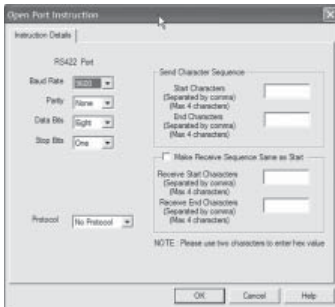 Open Port Instruction
Instruction Details
RS422 Port
Baud Rate 9600
Parity None
Data Bits Eight
Stop Bits One
Protocol No Protocol
Send Character Sequence
Start Characters
(Separated by comma)
(Max 4 characters)
End Characters
(Separated by comma)
(Max 4 characters)
Make Receive Sequence Same as Start
Receive Start Characters
(Separated by comma)
(Max 4 characters)
Receive End Characters
(Separated by comma)
(Max 4 characters)
NOTE : Please use two characters to enter hex value
OK
Cancel
Help